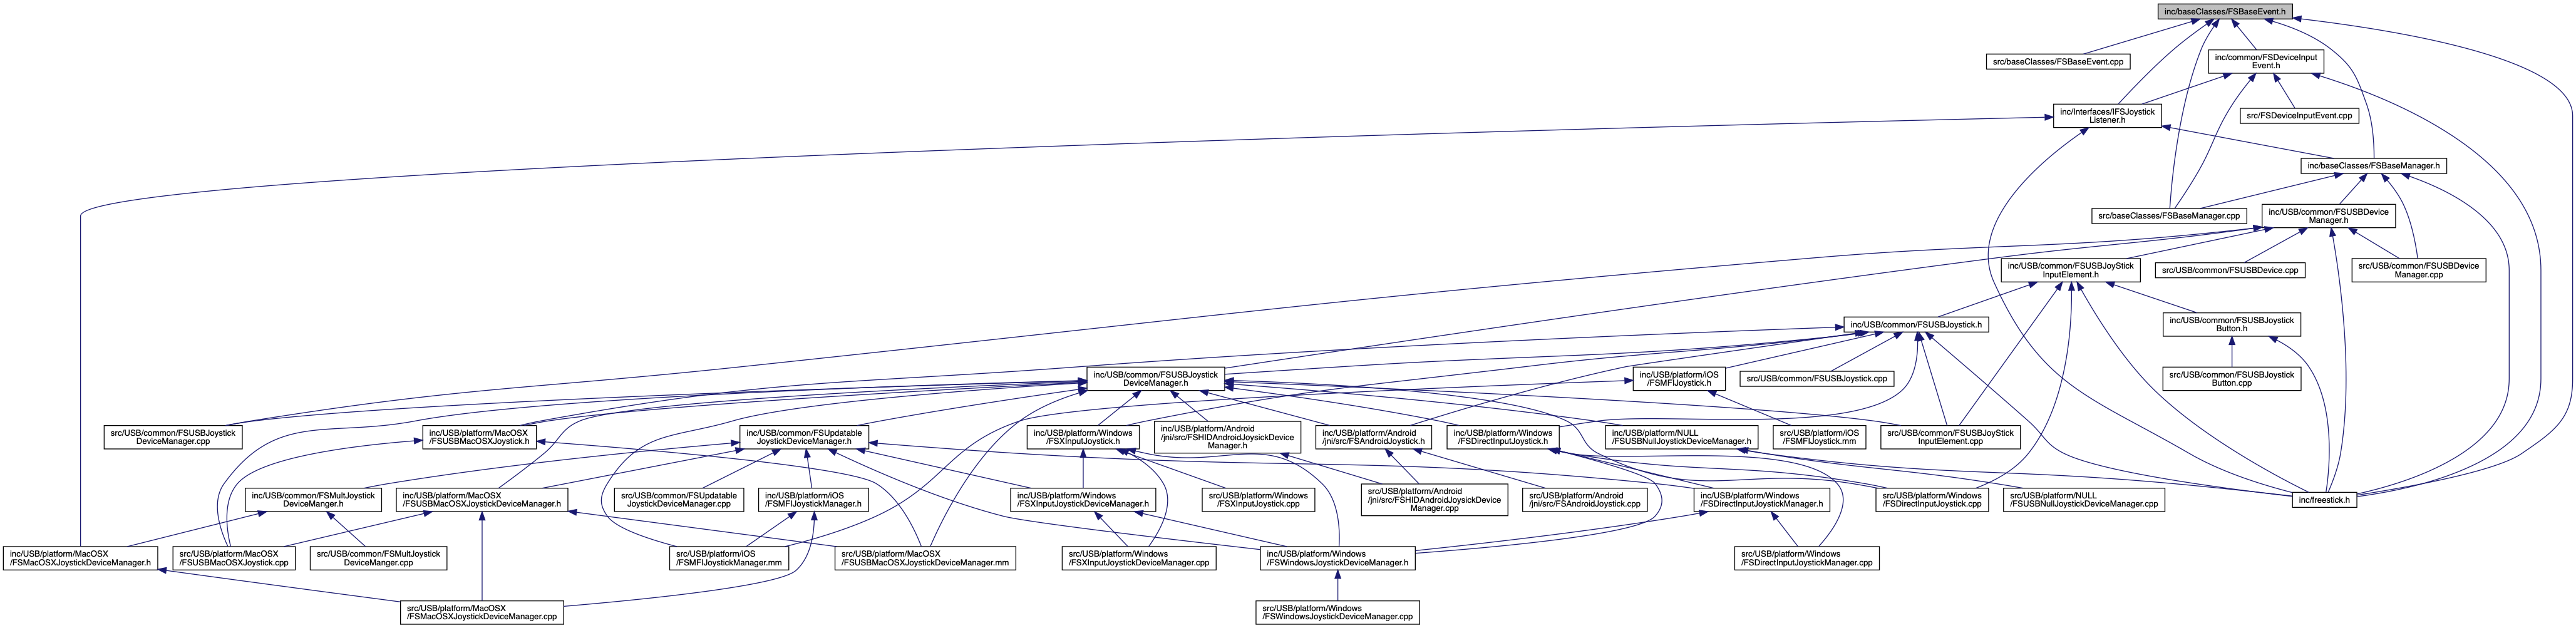 inc/baseClasses/FSBaseEvent.h
src/baseClasses/FSBaseEvent.cpp
inc/common/FSDeviceInput
Event.h
inc/Interfaces/IFSJoystick
Listener.h
src/FSDeviceInputEvent.cpp
inc/baseClasses/FSBaseManager.h
src/baseClasses/FSBaseManager.cpp
inc/USB/common/FSUSBDevice
Manager.h
inc/USB/common/FSUSBJoyStick
InputElement.h
src/USB/common/FSUSBDevice.cpp
src/USB/common/FSUSBDevice
Manager.cpp
inc/USB/common/FSUSBJoystick.h
inc/USB/common/FSUSBJoystick
Button.h
inc/USB/common/FSUSBJoystick
DeviceManager.h
inc/USB/platform/iOS
/FSMFIJoystick.h
src/USB/common/FSUSBJoystick.cpp
src/USB/common/FSUSBJoystick
Button.cpp
src/USB/common/FSUSBJoystick
DeviceManager.cpp
inc/USB/platform/MacOSX
/FSUSBMacOSXJoystick.h
inc/USB/common/FSUpdatable
JoystickDeviceManager.h
inc/USB/platform/Windows
/FSXInputJoystick.h
inc/USB/platform/Android
/jni/src/FSHIDAndroidJoysickDevice
Manager.h
inc/USB/platform/Android
/jni/src/FSAndroidJoystick.h
inc/USB/platform/Windows
/FSDirectInputJoystick.h
inc/USB/platform/NULL
/FSUSBNullJoystickDeviceManager.h
src/USB/platform/iOS
/FSMFIJoystick.mm
src/USB/common/FSUSBJoyStick
InputElement.cpp
inc/USB/common/FSMultJoystick
DeviceManger.h
inc/USB/platform/MacOSX
/FSUSBMacOSXJoystickDeviceManager.h
src/USB/common/FSUpdatable
JoystickDeviceManager.cpp
inc/USB/platform/iOS
/FSMFIJoystickManager.h
inc/USB/platform/Windows
/FSXInputJoystickDeviceManager.h
src/USB/platform/Windows
/FSXInputJoystick.cpp
src/USB/platform/Android
/jni/src/FSHIDAndroidJoysickDevice
Manager.cpp
src/USB/platform/Android
/jni/src/FSAndroidJoystick.cpp
inc/USB/platform/Windows
/FSDirectInputJoystickManager.h
src/USB/platform/Windows
/FSDirectInputJoystick.cpp
src/USB/platform/NULL
/FSUSBNullJoystickDeviceManager.cpp
inc/freestick.h
inc/USB/platform/MacOSX
/FSMacOSXJoystickDeviceManager.h
src/USB/platform/MacOSX
/FSUSBMacOSXJoystick.cpp
src/USB/common/FSMultJoystick
DeviceManger.cpp
src/USB/platform/iOS
/FSMFIJoystickManager.mm
src/USB/platform/MacOSX
/FSUSBMacOSXJoystickDeviceManager.mm
src/USB/platform/Windows
/FSXInputJoystickDeviceManager.cpp
inc/USB/platform/Windows
/FSWindowsJoystickDeviceManager.h
src/USB/platform/Windows
/FSDirectInputJoystickManager.cpp
src/USB/platform/MacOSX
/FSMacOSXJoystickDeviceManager.cpp
src/USB/platform/Windows
/FSWindowsJoystickDeviceManager.cpp